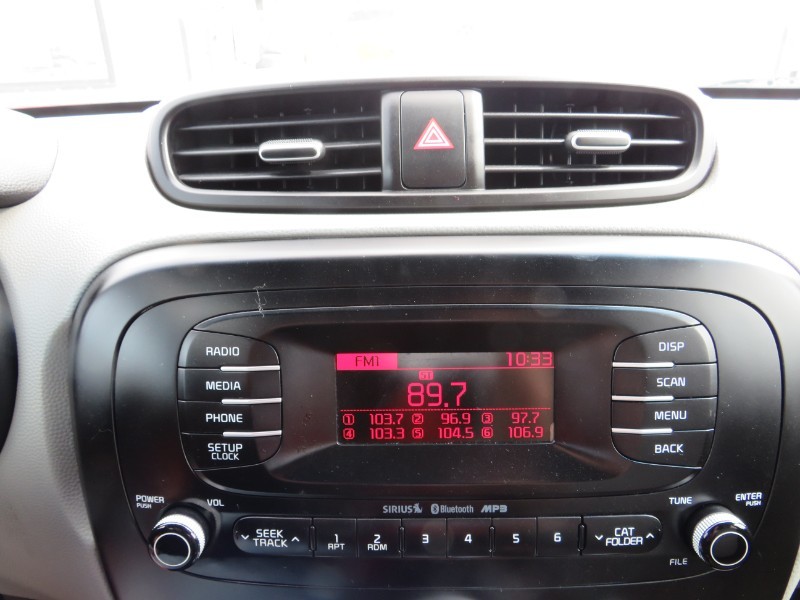 RADIO
MEDIA
PHONE
SETUP
CLOCK
FM1 10:33
89.7
1 103.7 2 96.9 3 97.7
4 103.3 5 104.5 6 106.9
DISP
SCAN
MENU
BACK
POWER
PUSH
VOL
SIRIUS Bluetooth MP3
TUNE
ENTER
PUSH
SEEK
TRACK
1
RPT
2
RDM
3
4
5
6
CAT
FOLDER
FILE